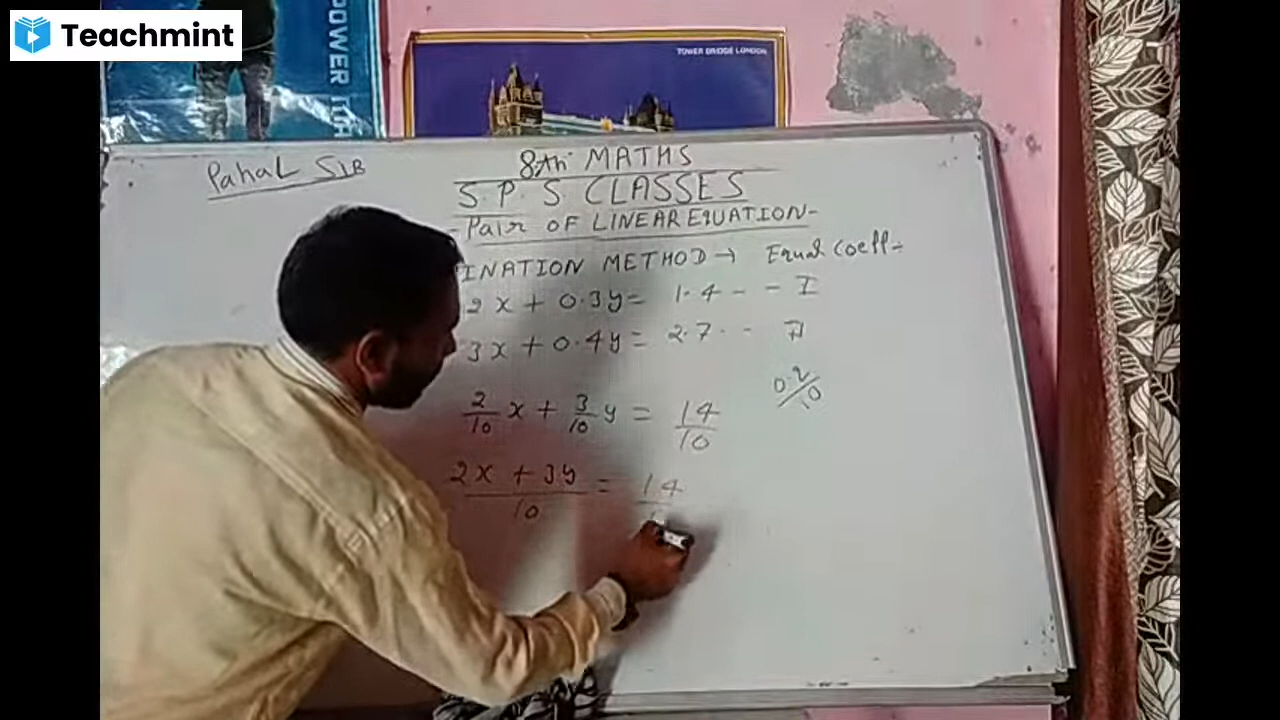 Teachmint
POWER
TOWER BRIDGE LONDON
Pahal SIR
8th MATHS
S.P.S CLASSES
Pair OF LINEAR EQUATION-
INATION METHOD → Equal coeff-
2x + 0.3y = 1.4 - - I
3x + 0.4y = 2.7 - - II
0.2/10
2/10 x + 3/10 y = 14/10
2x + 3y / 10 = 14